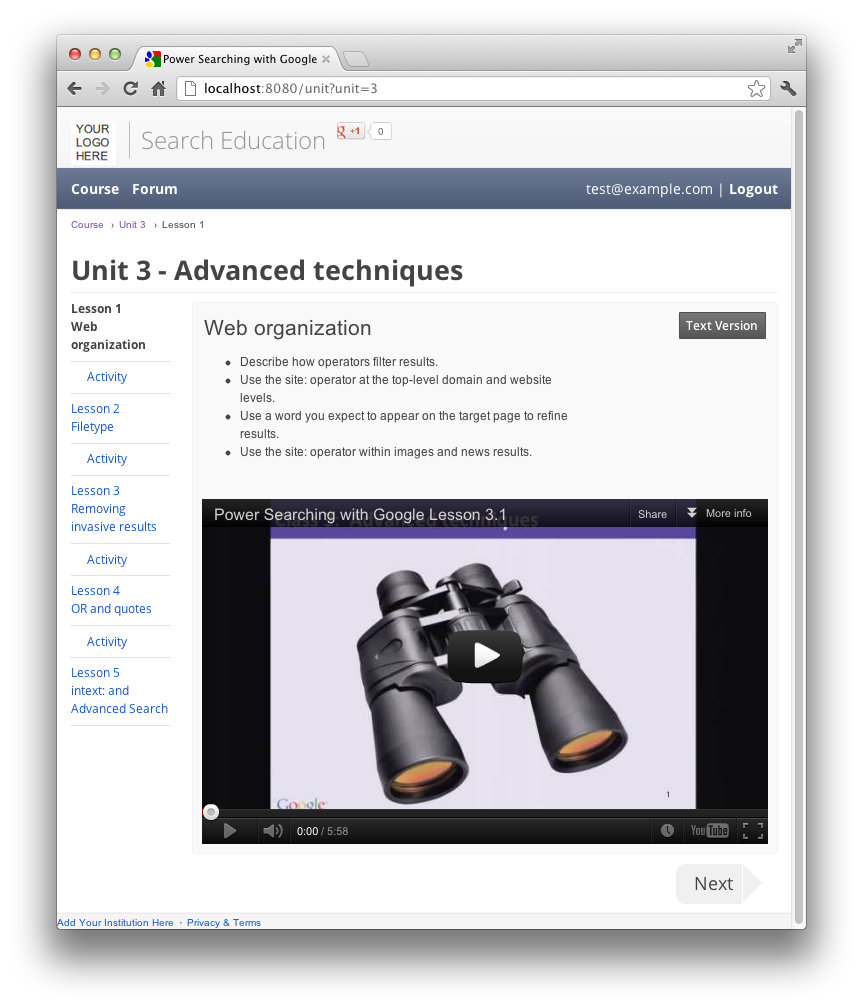 Power Searching with Google
localhost:8080/unit?unit=3
YOUR
LOGO
HERE
Search Education
g +1
0
Course Forum
test@example.com | Logout
Course › Unit 3 › Lesson 1
Unit 3 - Advanced techniques
Lesson 1
Web
organization
Activity
Lesson 2
Filetype
Activity
Lesson 3
Removing
invasive results
Activity
Lesson 4
OR and quotes
Activity
Lesson 5
intext: and
Advanced Search
Web organization
Text Version
• Describe how operators filter results.
• Use the site: operator at the top-level domain and website
levels.
• Use a word you expect to appear on the target page to refine
results.
• Use the site: operator within images and news results.
Power Searching with Google Lesson 3.1
Share
More info
Advanced techniques
Google
1
0:00 / 5:58
YouTube
Next
Add Your Institution Here · Privacy & Terms